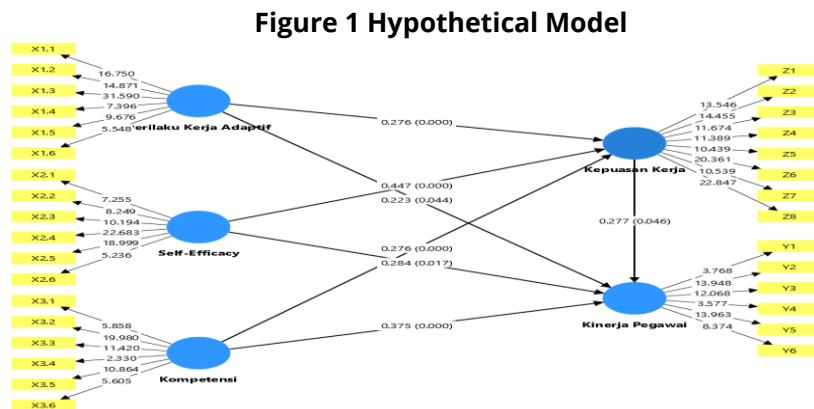 Figure 1 Hypothetical Model
X1.1
X1.2
X1.3
X1.4
X1.5
X1.6
16.750
14.871
31.590
7.396
9.676
5.548
erilaku Kerja Adaptif
X2.1
X2.2
X2.3
X2.4
X2.5
X2.6
7.255
8.249
10.194
22.683
18.999
5.236
Self-Efficacy
X3.1
X3.2
X3.3
X3.4
X3.5
X3.6
5.858
19.980
11.420
2.330
10.864
5.605
Kompetensi
0.276 (0.000)
0.447 (0.000)
0.223 (0.044)
0.276 (0.000)
0.284 (0.017)
0.375 (0.000)
Kepuasan Kerja
0.277 (0.046)
Kinerja Pegawai
13.546
14.455
11.674
11.389
10.439
20.361
10.539
22.847
Z1
Z2
Z3
Z4
Z5
Z6
Z7
Z8
3.768
13.948
12.068
3.577
13.963
8.374
Y1
Y2
Y3
Y4
Y5
Y6